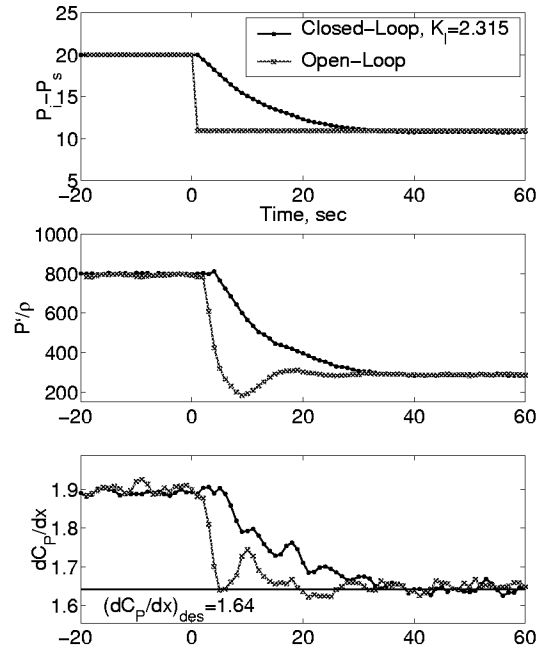 Closed-Loop, K_I=2.315
Open-Loop
P_i-P_s
25
20
15
10
5
-20 0 20 40 60
Time, sec
P'/ρ
1000
800
600
400
200
-20 0 20 40 60
dC_P/dx
1.9
1.8
1.7
1.6
(dC_P/dx)_des=1.64
-20 0 20 40 60